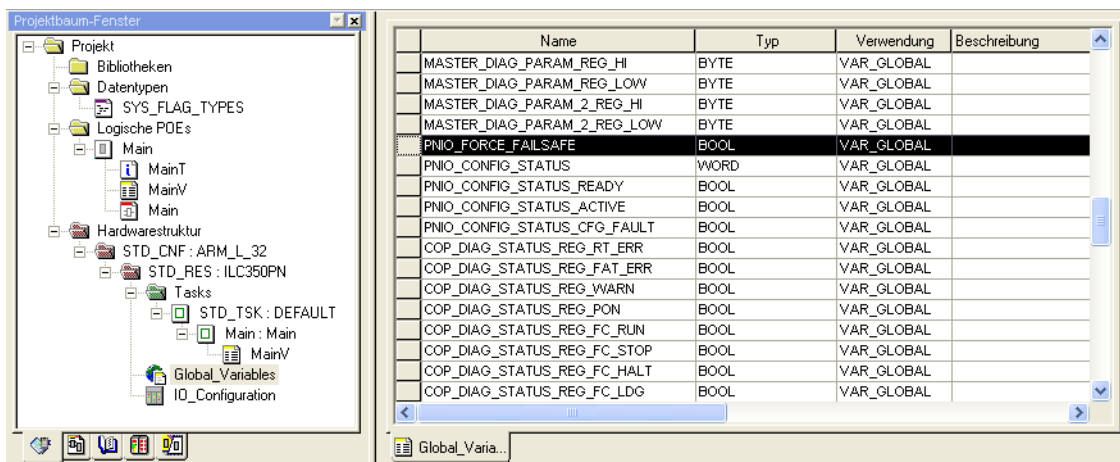 Projektbaum-Fenster
Projekt
Bibliotheken
Datentypen
SYS_FLAG_TYPES
Logische POEs
Main
MainT
MainV
Main
Hardwarestruktur
STD_CNF : ARM_L_32
STD_RES : ILC350PN
Tasks
STD_TSK : DEFAULT
Main : Main
MainV
Global_Variables
IO_Configuration
Name Typ Verwendung Beschreibung
MASTER_DIAG_PARAM_REG_HI BYTE VAR_GLOBAL
MASTER_DIAG_PARAM_REG_LOW BYTE VAR_GLOBAL
MASTER_DIAG_PARAM_2_REG_HI BYTE VAR_GLOBAL
MASTER_DIAG_PARAM_2_REG_LOW BYTE VAR_GLOBAL
PNIO_FORCE_FAILSAFE BOOL VAR_GLOBAL
PNIO_CONFIG_STATUS WORD VAR_GLOBAL
PNIO_CONFIG_STATUS_READY BOOL VAR_GLOBAL
PNIO_CONFIG_STATUS_ACTIVE BOOL VAR_GLOBAL
PNIO_CONFIG_STATUS_CFG_FAULT BOOL VAR_GLOBAL
COP_DIAG_STATUS_REG_RT_ERR BOOL VAR_GLOBAL
COP_DIAG_STATUS_REG_FAT_ERR BOOL VAR_GLOBAL
COP_DIAG_STATUS_REG_WARN BOOL VAR_GLOBAL
COP_DIAG_STATUS_REG_PON BOOL VAR_GLOBAL
COP_DIAG_STATUS_REG_FC_RUN BOOL VAR_GLOBAL
COP_DIAG_STATUS_REG_FC_STOP BOOL VAR_GLOBAL
COP_DIAG_STATUS_REG_FC_HALT BOOL VAR_GLOBAL
COP_DIAG_STATUS_REG_FC_LDG BOOL VAR_GLOBAL
Global_Varia...